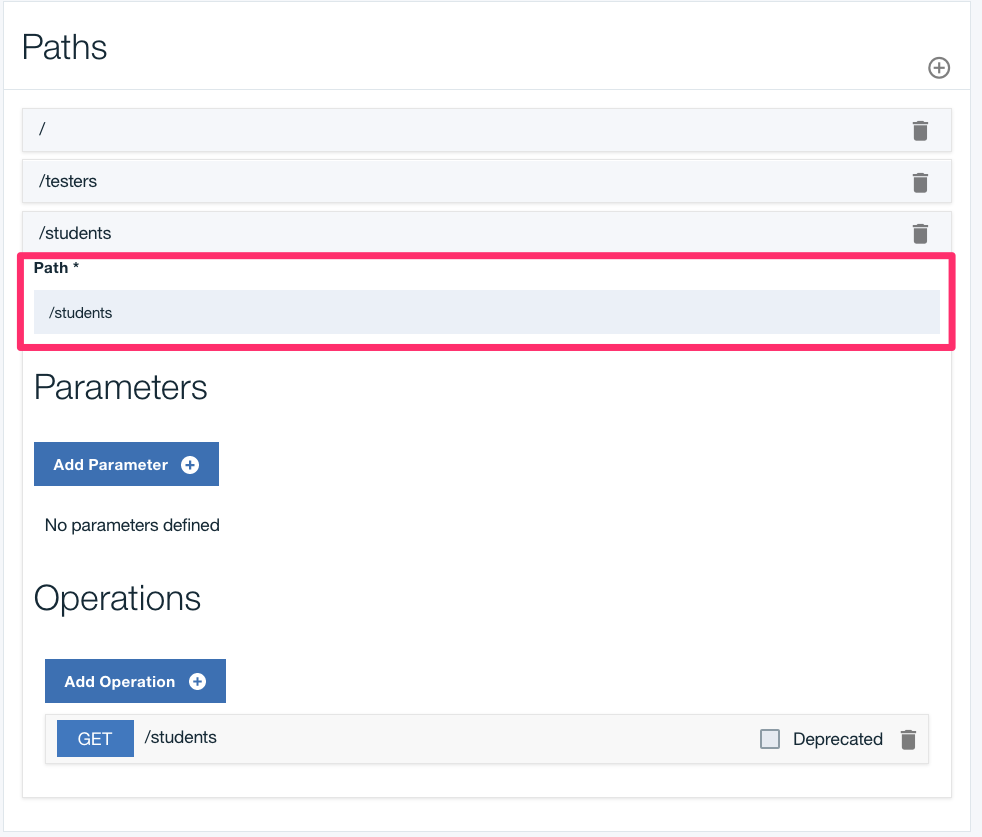 Paths
/
/testers
/students
Path *
/students
Parameters
Add Parameter
No parameters defined
Operations
Add Operation
GET /students Deprecated